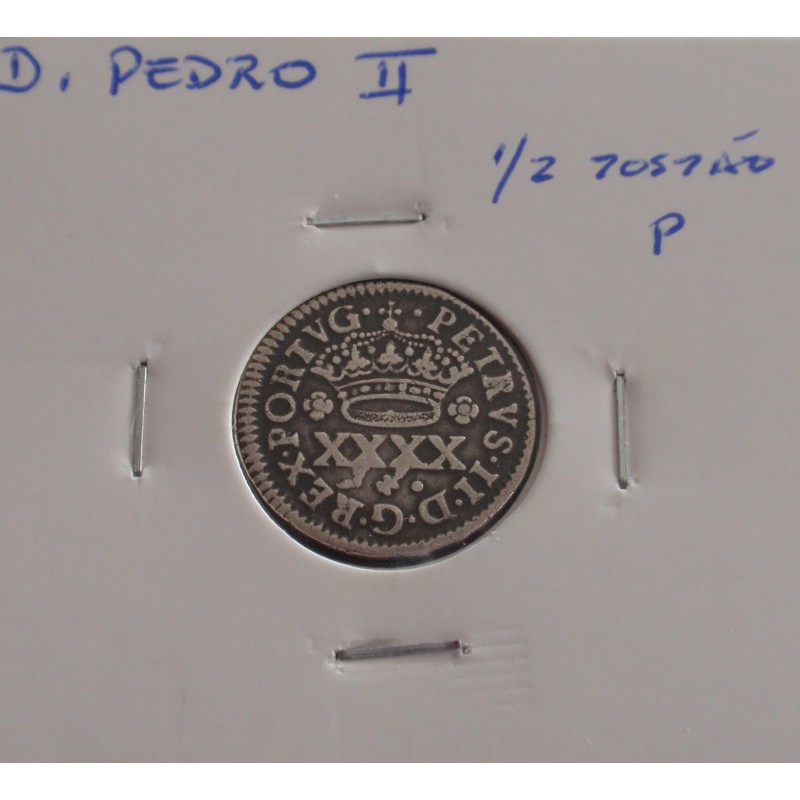 D. PEDRO II
1/2 TOSTÃO
P
PETRVS·II·D·G·REX·PORTVG·
XXXX